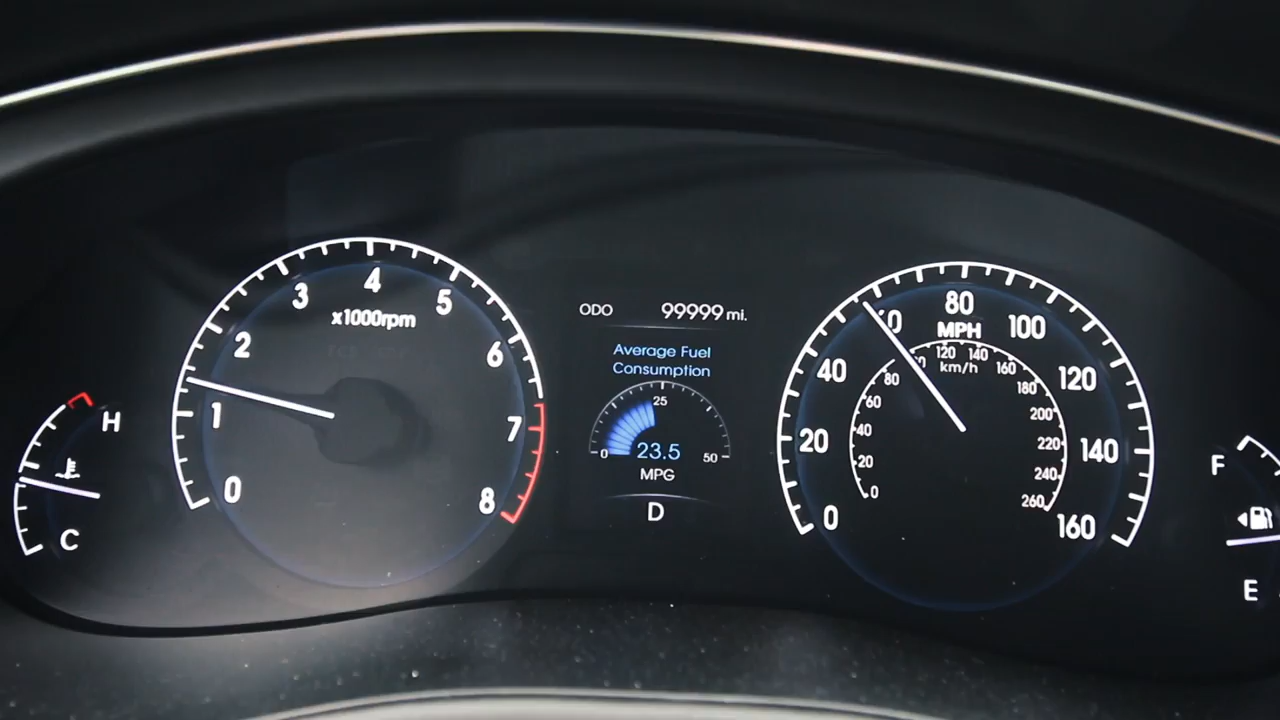 H
C
x1000rpm
0
1
2
3
4
5
6
7
8
ODO 99999 mi.
Average Fuel
Consumption
0 25 50
23.5
MPG
D
MPH
0
20
40
80
100
120
140
160
km/h
0
20
40
60
80
120
140
160
180
200
220
240
260
F
E